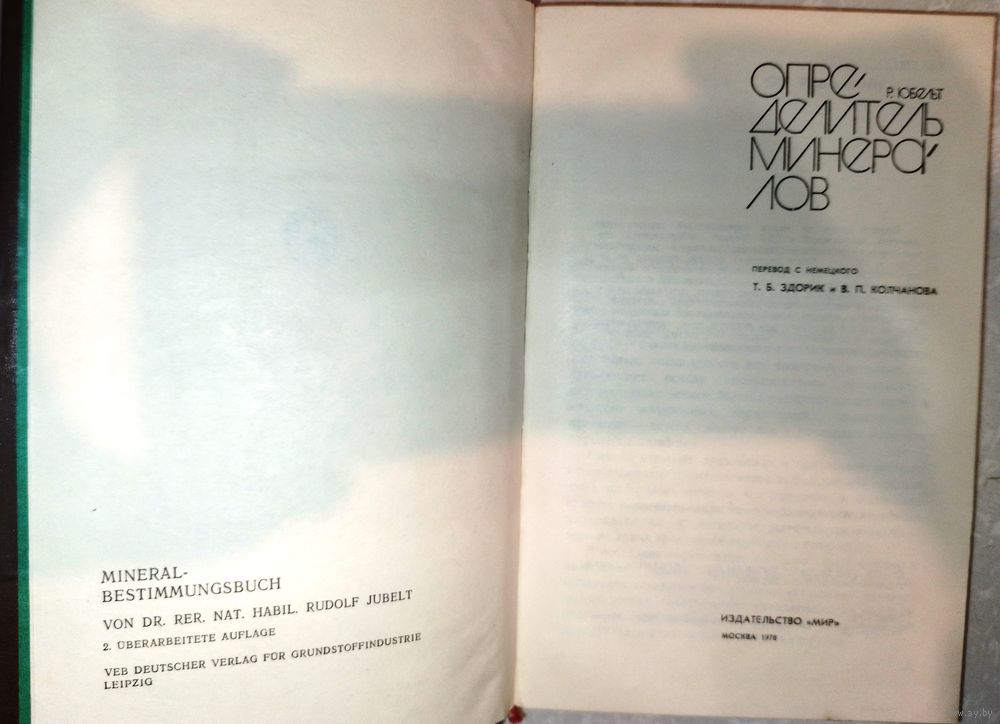 MINERAL-
BESTIMMUNGSBUCH
VON DR. RER. NAT. HABIL. RUDOLF JUBELT
2. ÜBERARBEITETE AUFLAGE
VEB DEUTSCHER VERLAG FÜR GRUNDSTOFFINDUSTRIE
LEIPZIG
ОПРЕ-
Р. ЮБЕЛЬТ
ДЕЛИТЕЛЬ
МИНЕРА-
ЛОВ
ПЕРЕВОД С НЕМЕЦКОГО
Т. Б. ЗДОРИК и В. П. КОЛЧАНОВА
ИЗДАТЕЛЬСТВО «МИР»
МОСКВА 1978